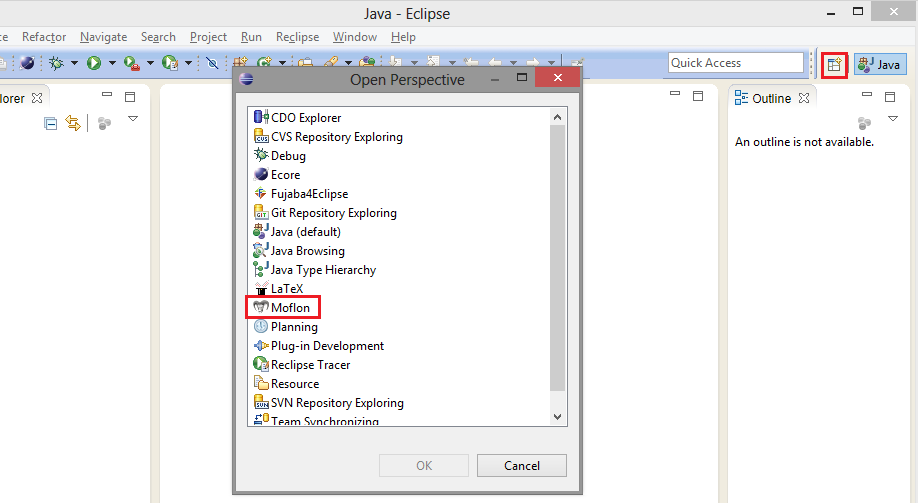 Java - Eclipse
Refactor Navigate Search Project Run Reclipse Window Help
Quick Access
Java
Open Perspective
Outline
An outline is not available.
CDO Explorer
CVS Repository Exploring
Debug
Ecore
Fujaba4Eclipse
Git Repository Exploring
Java (default)
Java Browsing
Java Type Hierarchy
LaTeX
Moflon
Planning
Plug-in Development
Reclipse Tracer
Resource
SVN Repository Exploring
Team Synchronizing
OK Cancel